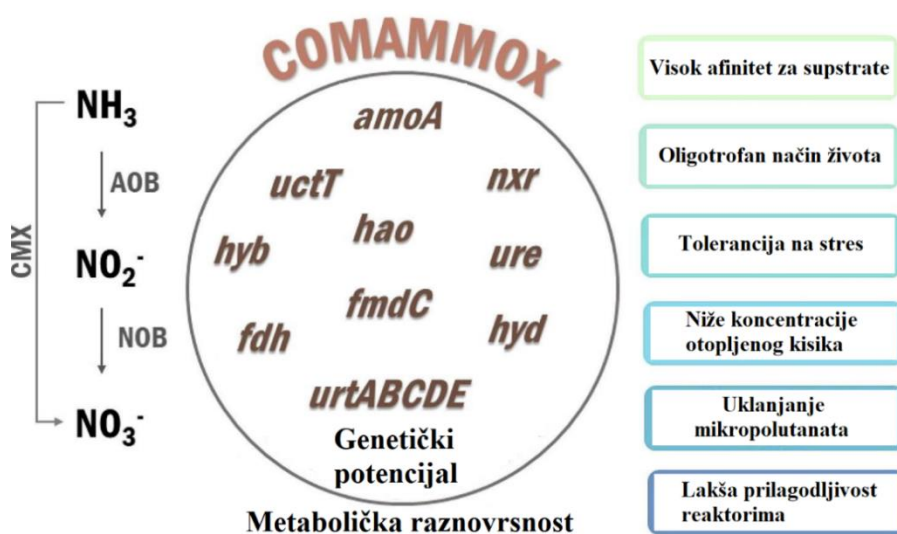 COMAMMOX
NH3
AOB
CMX
NO2-
NOB
NO3-
amoA
uctT
nxr
hao
hyb
ure
fmdC
fdh
hyd
urtABCDE
Genetički
potencijal
Metabolička raznovrsnost
Visok afinitet za supstrate
Oligotrofan način života
Tolerancija na stres
Niže koncentracije
otopljenog kisika
Uklanjanje
mikropolutanata
Lakša prilagodljivost
reaktorima